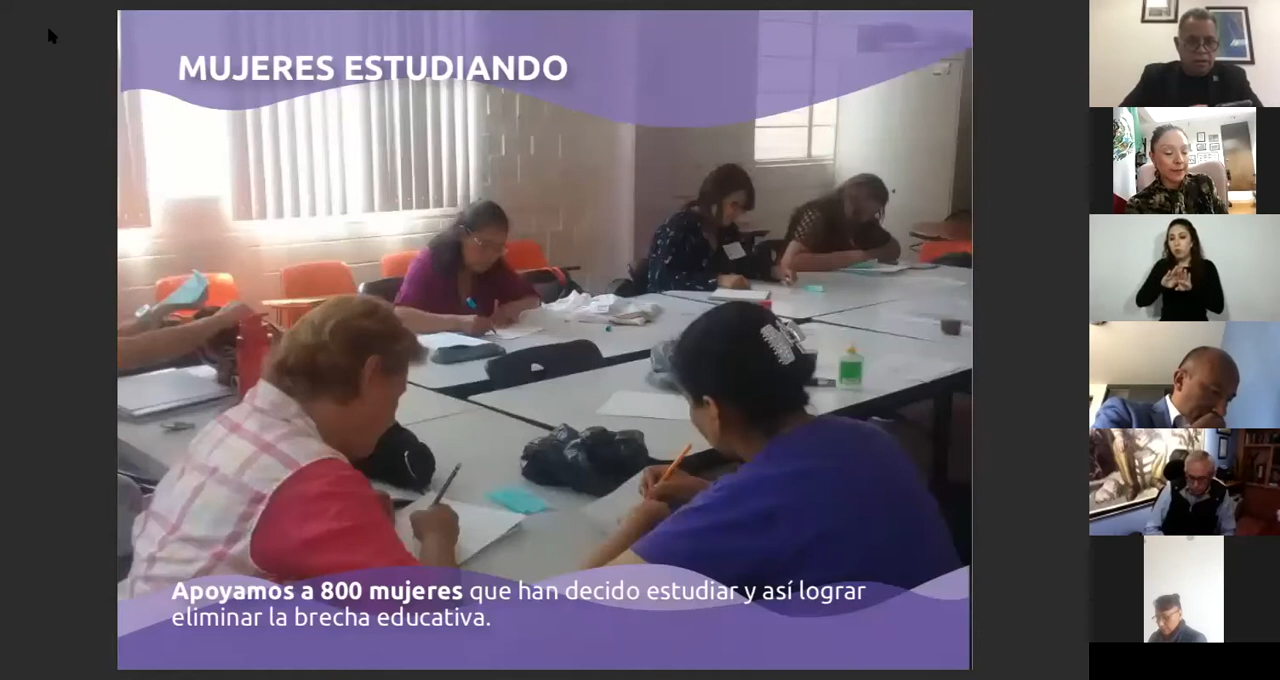 MUJERES ESTUDIANDO
Apoyamos a 800 mujeres que han decido estudiar y así lograr
eliminar la brecha educativa.